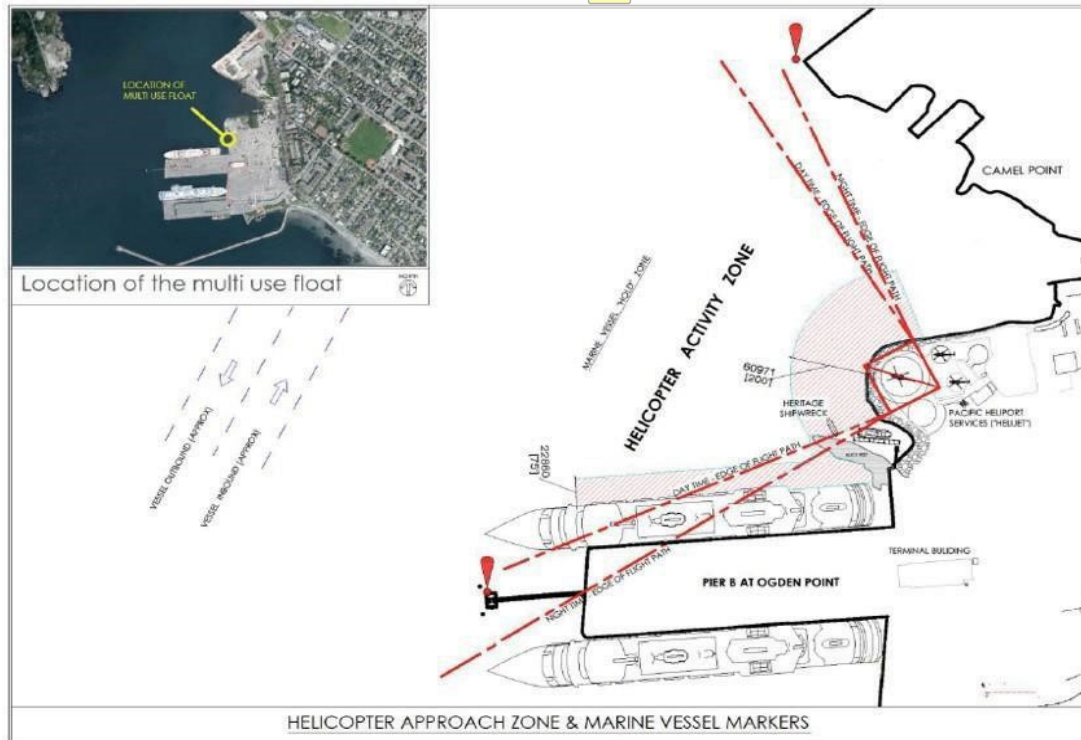 LOCATION OF
MULTI USE FLOAT
Location of the multi use float
NORTH
CAMEL POINT
DAY TIME - EDGE OF FLIGHT PATH
NIGHT TIME - EDGE OF FLIGHT PATH
MARINE VESSEL "HOLD" ZONE
HELICOPTER ACTIVITY ZONE
60971
[200]
HERITAGE
SHIPWRECK
PACIFIC HELIPORT
SERVICES ("HELIJET")
VESSEL OUTBOUND (APPROX)
VESSEL INBOUND (APPROX)
22860
[75]
DAY TIME - EDGE OF FLIGHT PATH
NIGHT TIME - EDGE OF FLIGHT PATH
TERMINAL BUILDING
PIER B AT OGDEN POINT
HELICOPTER APPROACH ZONE & MARINE VESSEL MARKERS